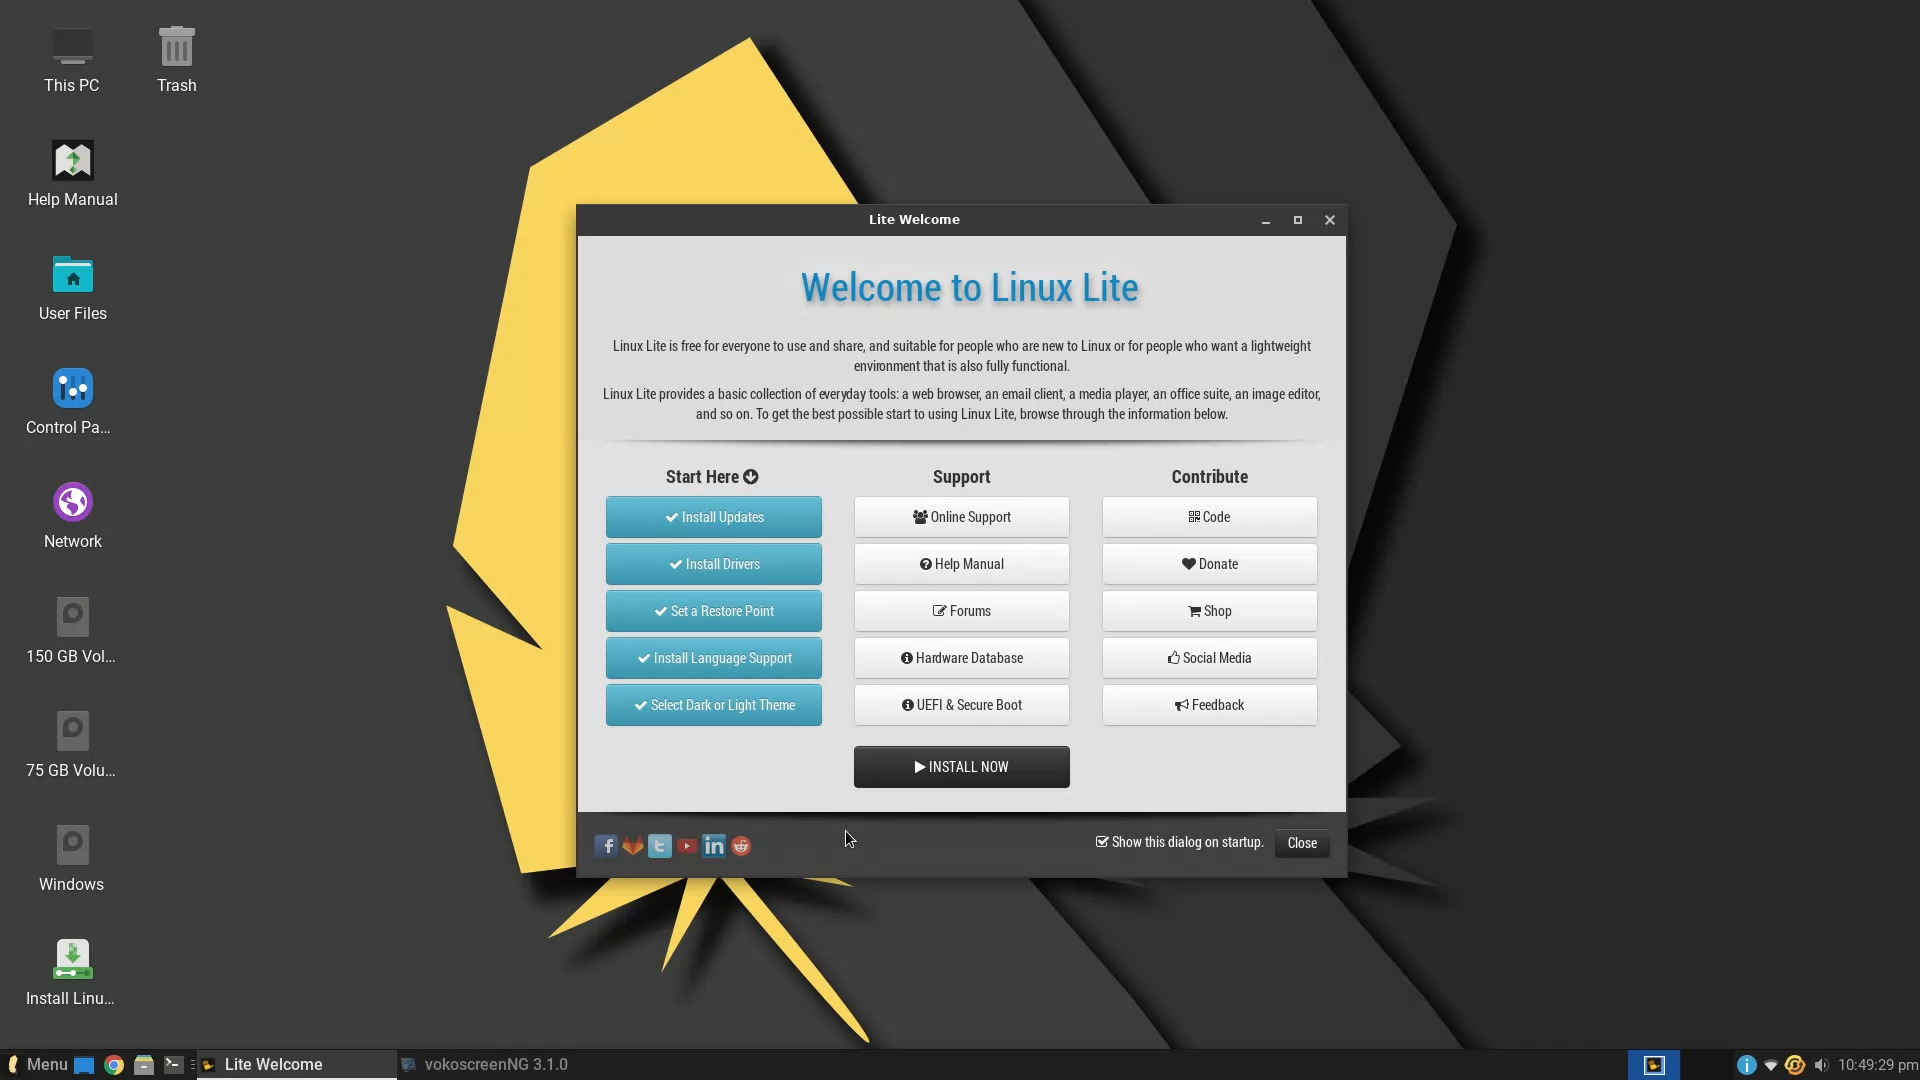 This PC
Trash
Help Manual
User Files
Control Pa...
Network
150 GB Vol...
75 GB Volu...
Windows
Install Linu...
Lite Welcome
Welcome to Linux Lite
Linux Lite is free for everyone to use and share, and suitable for people who are new to Linux or for people who want a lightweight
environment that is also fully functional.
Linux Lite provides a basic collection of everyday tools: a web browser, an email client, a media player, an office suite, an image editor,
and so on. To get the best possible start to using Linux Lite, browse through the information below.
Start Here
Install Updates
Install Drivers
Set a Restore Point
Install Language Support
Select Dark or Light Theme
Support
Online Support
Help Manual
Forums
Hardware Database
UEFI & Secure Boot
Contribute
Code
Donate
Shop
Social Media
Feedback
INSTALL NOW
Show this dialog on startup.
Close
Menu
Lite Welcome
vokoscreenNG 3.1.0
10:49:29 pm